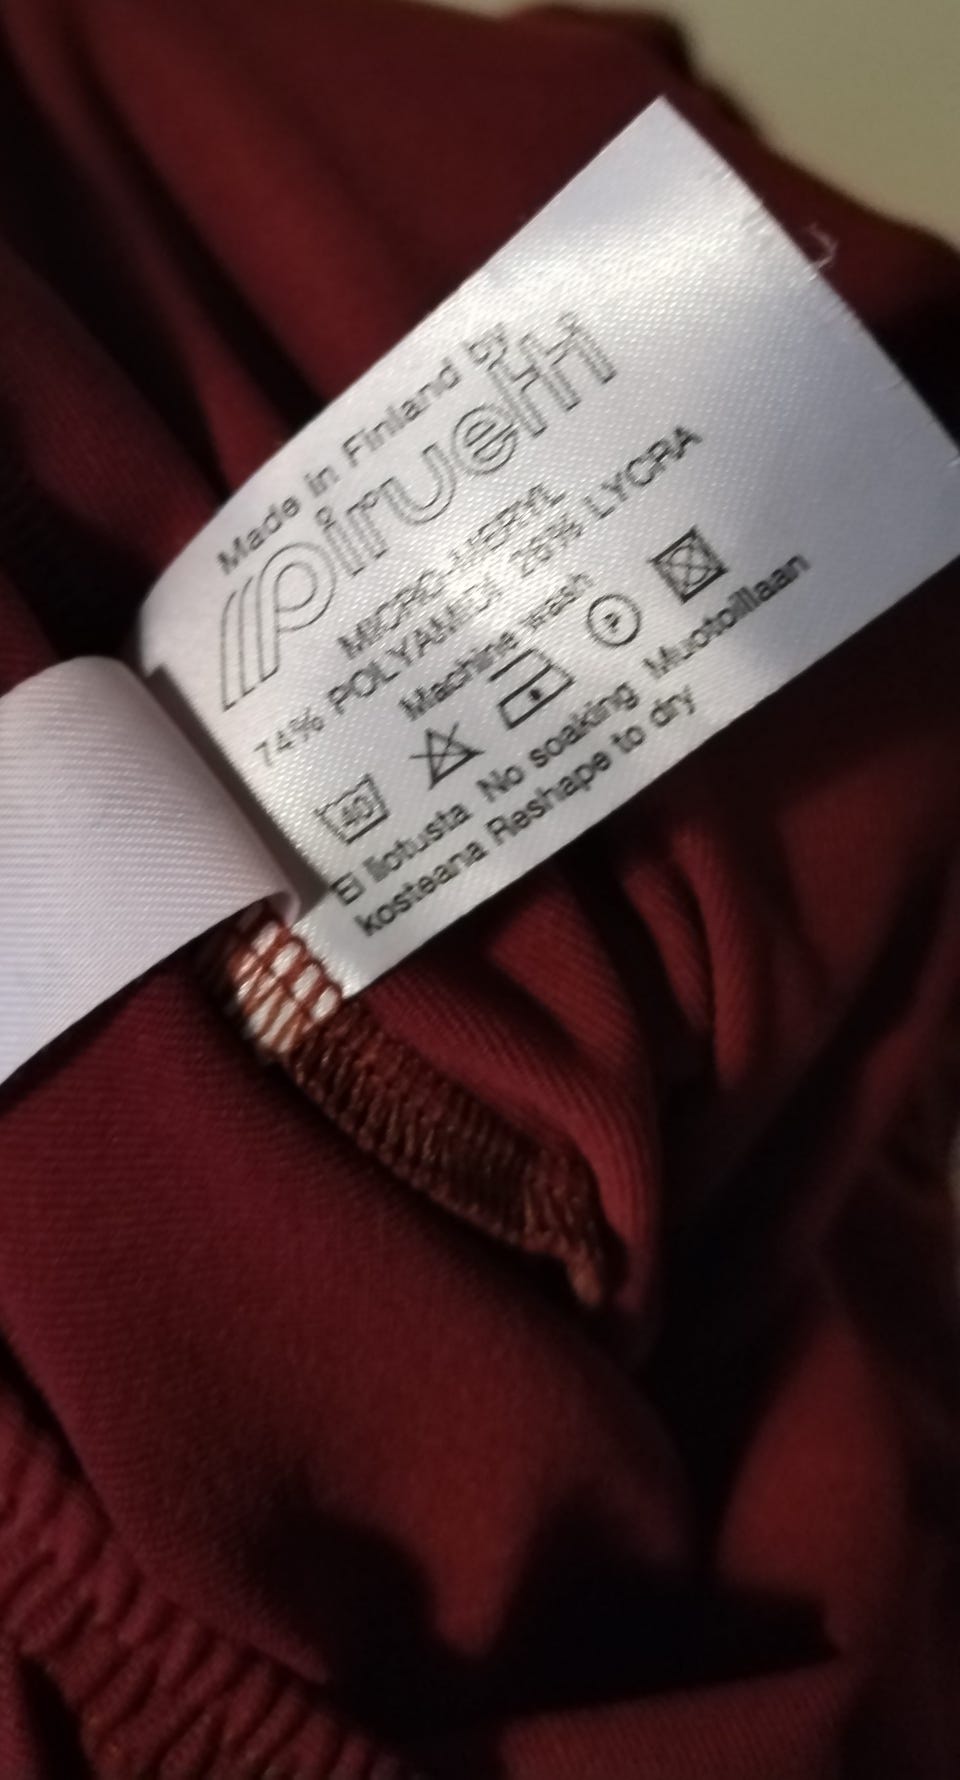 Made in Finland by
Piruetti
MICRO-MERYL
74% POLYAMIDI 26% LYCRA
Machine wash
40 P
Ei liotusta No soaking Muotoillaan
kosteana Reshape to dry